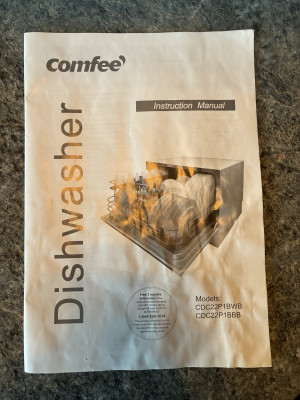 comfee'
Instruction Manual
Dishwasher
Models:
CDC22P1BWB
CDC22P1BBB